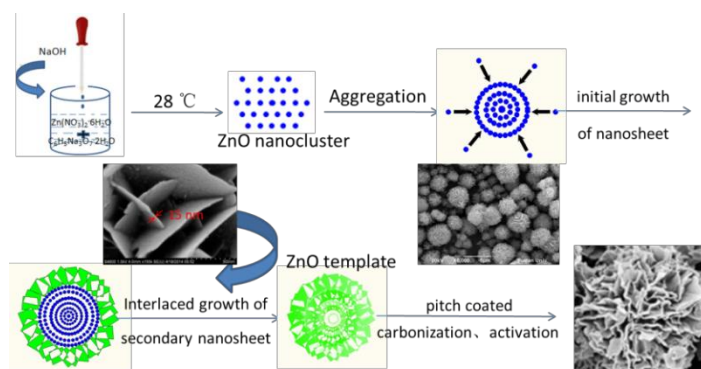 NaOH
Zn(NO₃)₂·6H₂O
+
C₆H₅Na₃O₇·2H₂O
28 ℃
ZnO nanocluster
Aggregation
initial growth
of nanosheet
25 nm
ZnO template
Interlaced growth of
secondary nanosheet
pitch coated
carbonization、activation